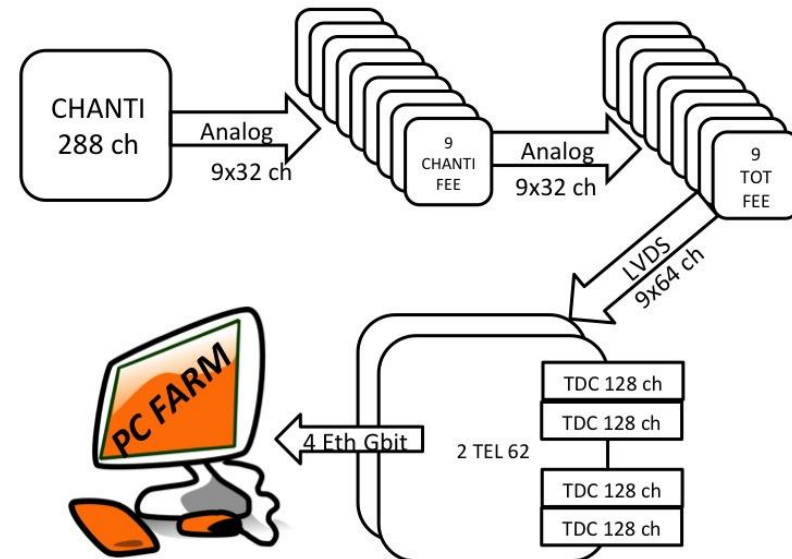 CHANTI
288 ch
Analog
9x32 ch
9
CHANTI
FEE
Analog
9x32 ch
9
TOT
FEE
LVDS
9x64 ch
PC FARM
4 Eth Gbit
2 TEL 62
TDC 128 ch
TDC 128 ch
TDC 128 ch
TDC 128 ch